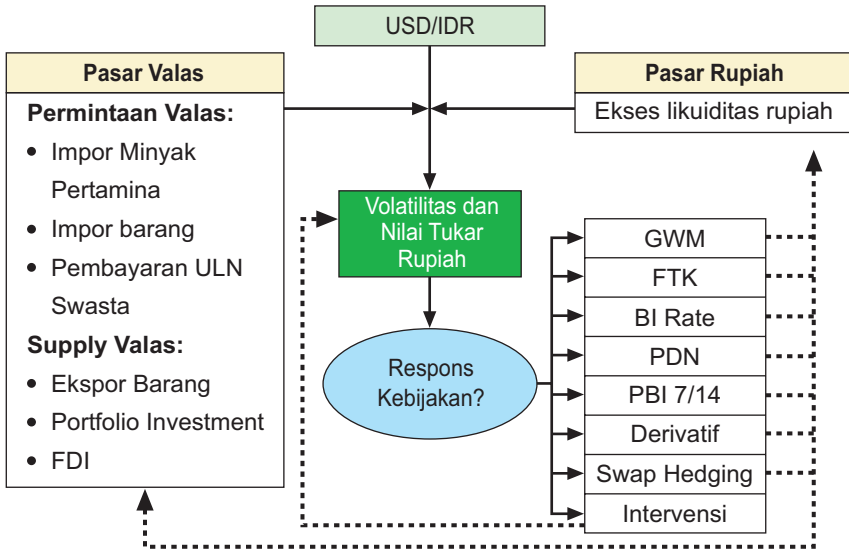 USD/IDR
Pasar Valas
Permintaan Valas:
• Impor Minyak
Pertamina
• Impor barang
• Pembayaran ULN
Swasta
Supply Valas:
• Ekspor Barang
• Portfolio Investment
• FDI
Pasar Rupiah
Ekses likuiditas rupiah
Volatilitas dan
Nilai Tukar
Rupiah
Respons
Kebijakan?
GWM
FTK
BI Rate
PDN
PBI 7/14
Derivatif
Swap Hedging
Intervensi